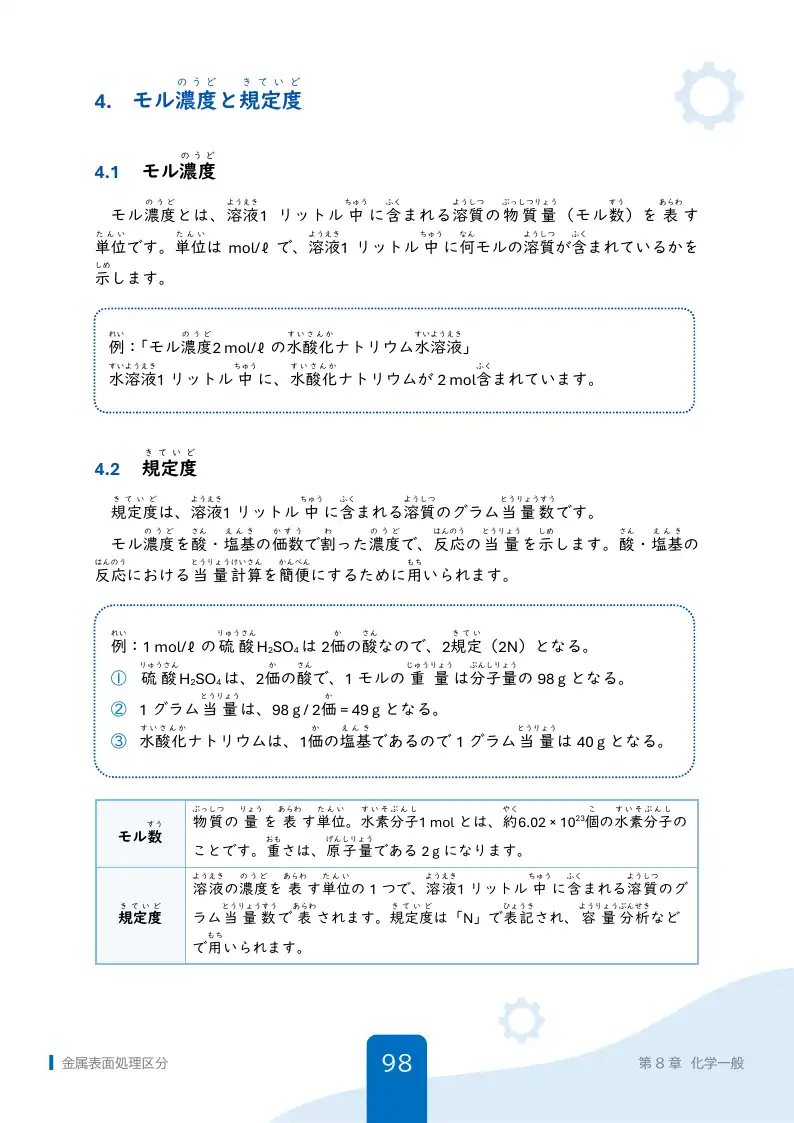 4. モル濃度と規定度
4.1 モル濃度
モル濃度とは、溶液1 リットル中に含まれる溶質の物質量（モル数）を表す
単位です。単位は mol/ℓ で、溶液1 リットル中に何モルの溶質が含まれているかを
示します。
例：「モル濃度2 mol/ℓ の水酸化ナトリウム水溶液」
水溶液1 リットル中に、水酸化ナトリウムが 2 mol含まれています。
4.2 規定度
規定度は、溶液1 リットル中に含まれる溶質のグラム当量数です。
モル濃度を酸・塩基の価数で割った濃度で、反応の当量を示します。酸・塩基の
反応における当量計算を簡便にするために用いられます。
例：1 mol/ℓ の硫酸H₂SO₄ は 2価の酸なので、2規定（2N）となる。
① 硫酸H₂SO₄ は、2価の酸で、1 モルの重量は分子量の 98ｇとなる。
② 1 グラム当量は、98ｇ/ 2価 = 49ｇとなる。
③ 水酸化ナトリウムは、1価の塩基であるので 1 グラム当量は 40ｇとなる。
モル数
物質の量を表す単位。水素分子1 mol とは、約6.02 × 10²³個の水素分子の
ことです。重さは、原子量である 2ｇになります。
規定度
溶液の濃度を表す単位の 1 つで、溶液1 リットル中に含まれる溶質のグ
ラム当量数で表されます。規定度は「N」で表記され、容量分析など
で用いられます。
金属表面処理区分
98
第 8 章 化学一般